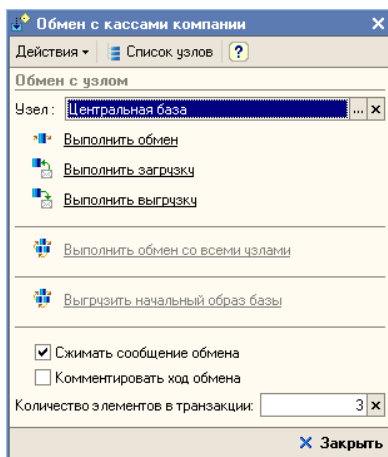 Обмен с кассами компании
Действия Список узлов ?
Обмен с узлом
Узел: Центральная база ... x
Выполнить обмен
Выполнить загрузку
Выполнить выгрузку
Выполнить обмен со всеми узлами
Выгрузить начальный образ базы
Сжимать сообщение обмена
Комментировать ход обмена
Количество элементов в транзакции: 3 x
Закрыть